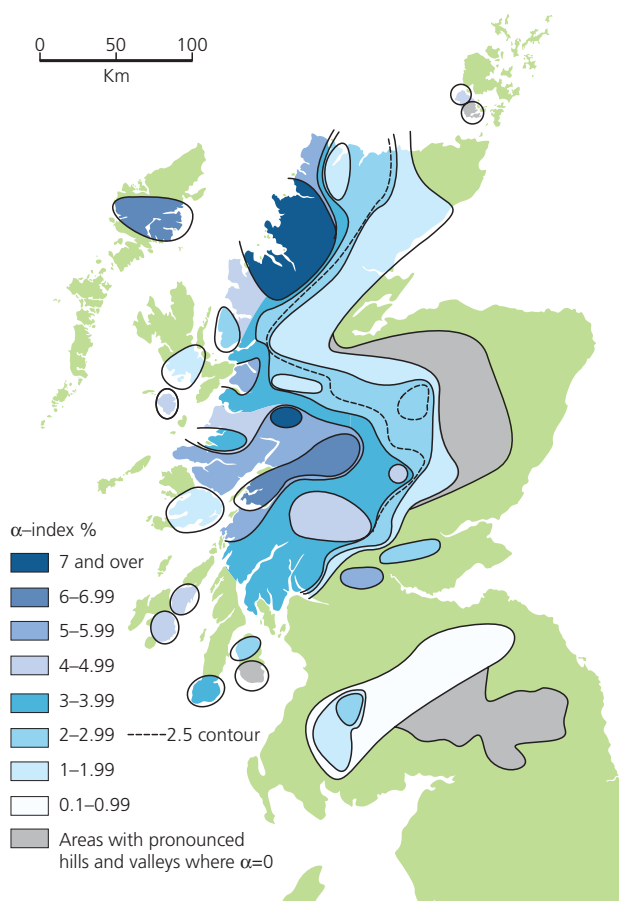 0 50 100
Km
α–index %
7 and over
6–6.99
5–5.99
4–4.99
3–3.99
2–2.99 -----2.5 contour
1–1.99
0.1–0.99
Areas with pronounced
hills and valleys where α=0